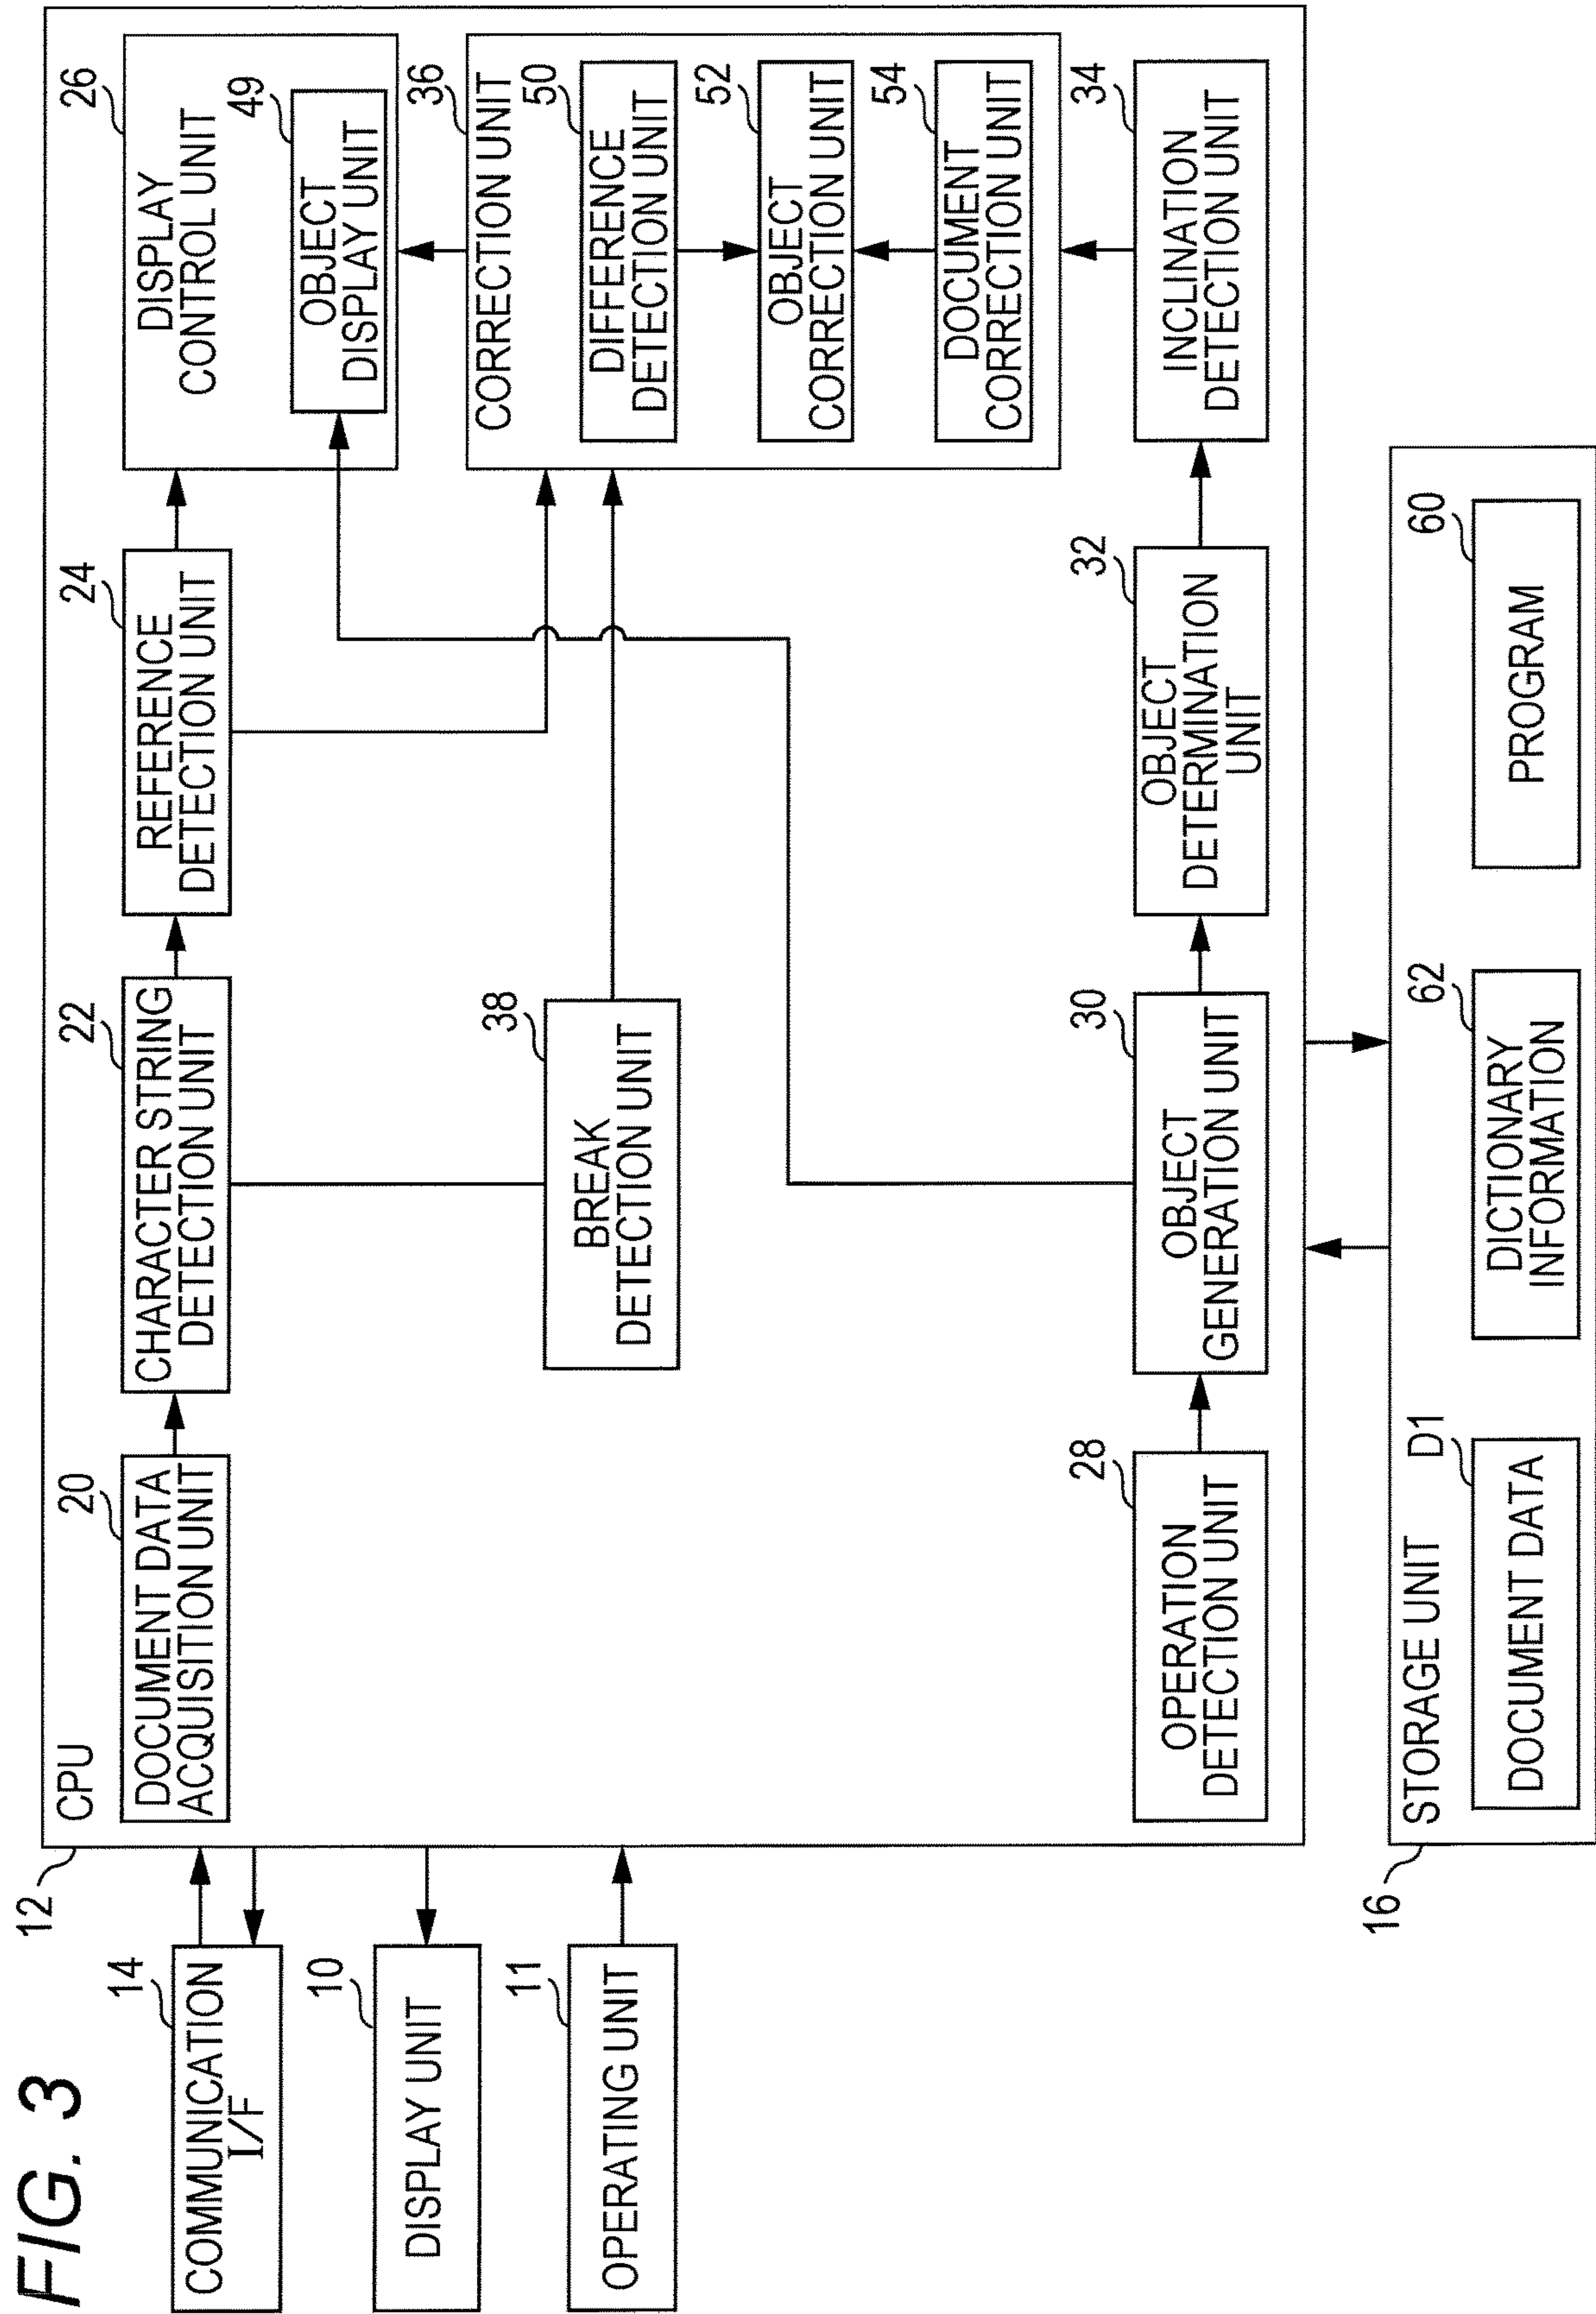 FIG. 3
12
CPU
14
COMMUNICATION
I/F
10
DISPLAY UNIT
11
OPERATING UNIT
20
DOCUMENT DATA
ACQUISITION UNIT
22
CHARACTER STRING
DETECTION UNIT
24
REFERENCE
DETECTION UNIT
26
DISPLAY
CONTROL UNIT
49
OBJECT
DISPLAY UNIT
38
BREAK
DETECTION UNIT
36
CORRECTION UNIT
50
DIFFERENCE
DETECTION UNIT
52
OBJECT
CORRECTION UNIT
54
DOCUMENT
CORRECTION UNIT
28
OPERATION
DETECTION UNIT
30
OBJECT
GENERATION UNIT
32
OBJECT
DETERMINATION
UNIT
34
INCLINATION
DETECTION UNIT
16
STORAGE UNIT
D1
DOCUMENT DATA
62
DICTIONARY
INFORMATION
60
PROGRAM